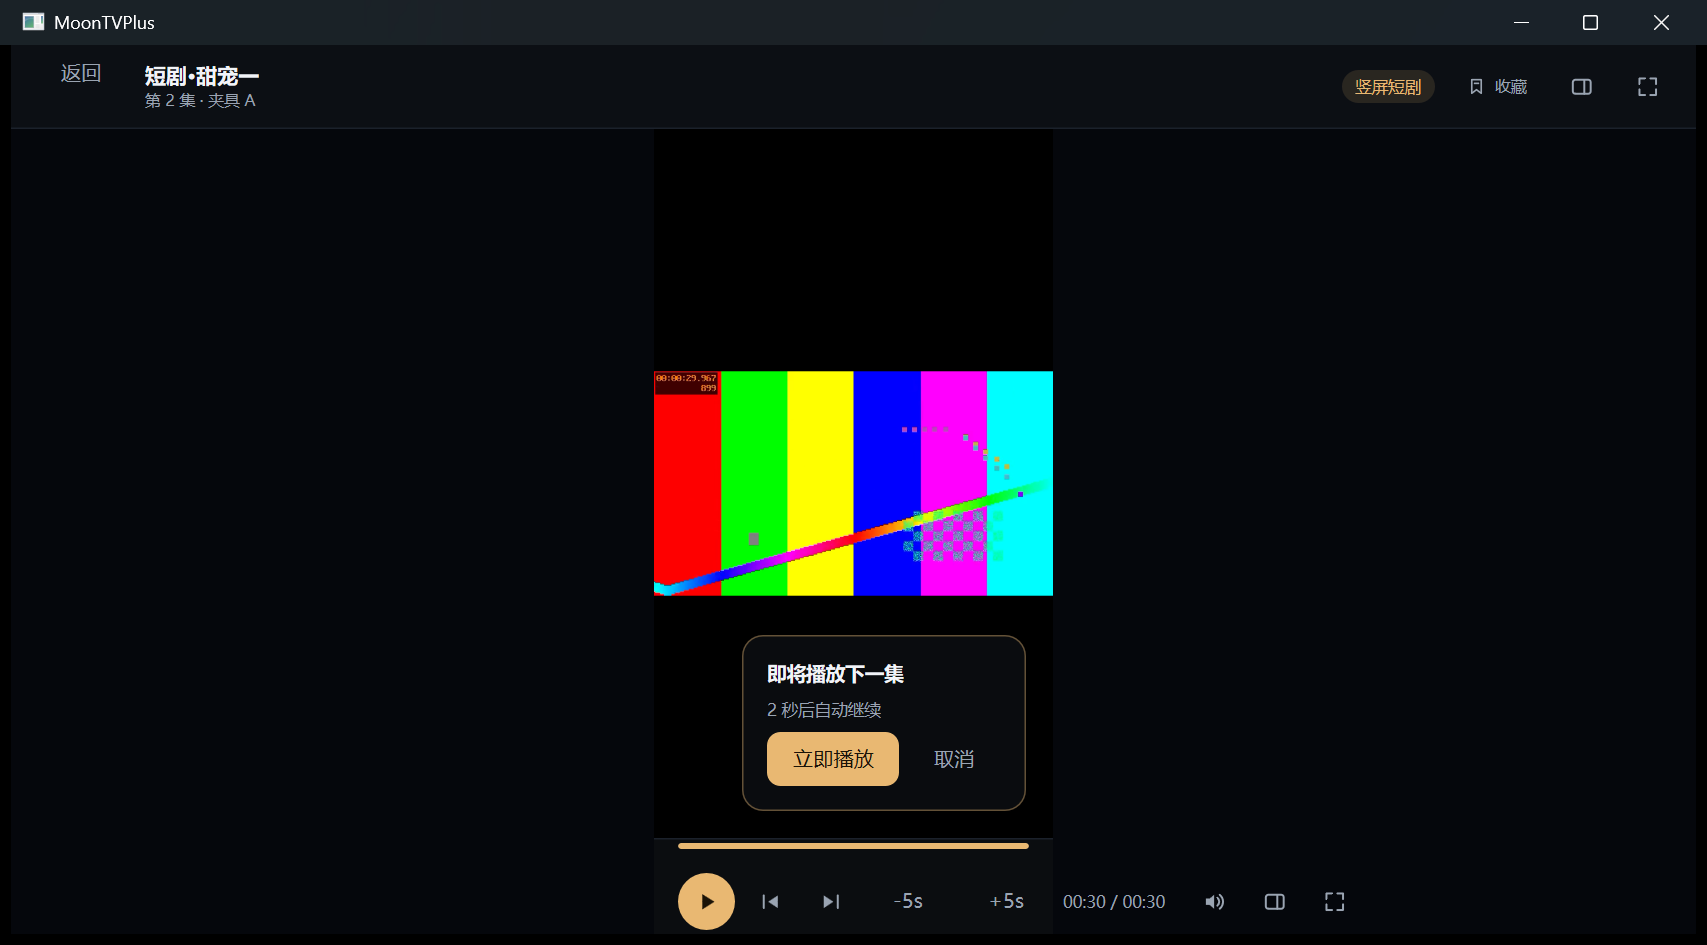 MoonTVPlus
返回
短剧·甜宠一
第 2 集 · 夹具 A
竖屏短剧
收藏
00:00:29.967
899
即将播放下一集
2 秒后自动继续
立即播放
取消
-5s
+5s
00:30 / 00:30